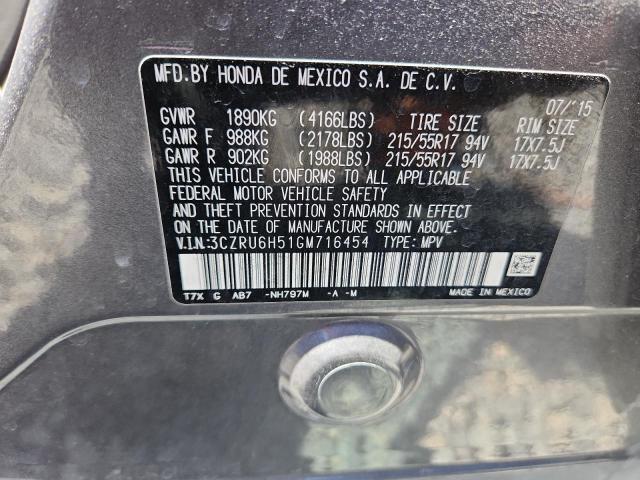 MFD.BY HONDA DE MEXICO S.A. DE C.V.
07/'15
GVWR 1890KG (4166LBS) TIRE SIZE RIM SIZE
GAWR F 988KG (2178LBS) 215/55R17 94V 17X7.5J
GAWR R 902KG (1988LBS) 215/55R17 94V 17X7.5J
THIS VEHICLE CONFORMS TO ALL APPLICABLE
FEDERAL MOTOR VEHICLE SAFETY
AND THEFT PREVENTION STANDARDS IN EFFECT
ON THE DATE OF MANUFACTURE SHOWN ABOVE.
V.I.N:3CZRU6H51GM716454 TYPE: MPV
T7X G AB7 -NH797M -A -M MADE IN MEXICO